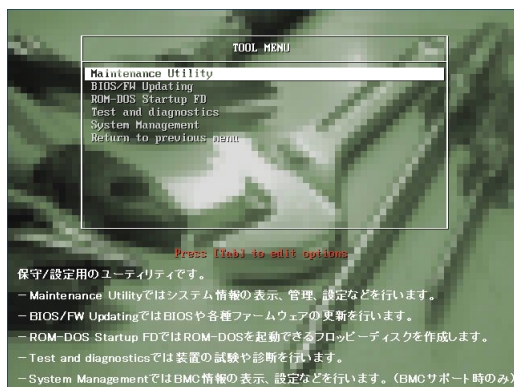 TOOL MENU
Maintenance Utility
BIOS/FW Updating
ROM-DOS Startup FD
Test and diagnostics
System Management
Return to previous menu
Press [Tab] to edit options
保守/設定用のユーティリティです。
－Maintenance Utilityではシステム情報の表示、管理、設定などを行います。
－BIOS/FW UpdatingではBIOSや各種ファームウェアの更新を行います。
－ROM-DOS Startup FDではROM-DOSを起動できるフロッピーディスクを作成します。
－Test and diagnosticsでは装置の試験や診断を行います。
－System ManagementではBMC情報の表示、設定などを行います。（BMCサポート時のみ）